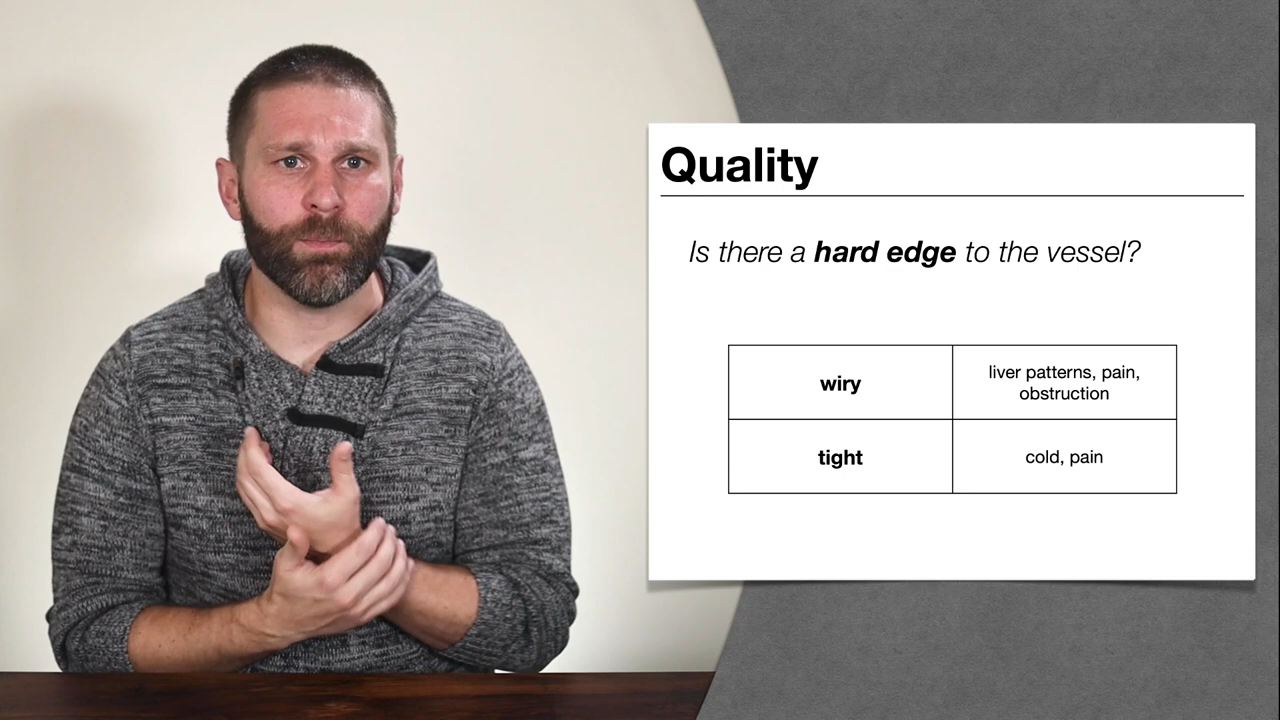 Quality
Is there a hard edge to the vessel?
wiry
liver patterns, pain,
obstruction
tight
cold, pain